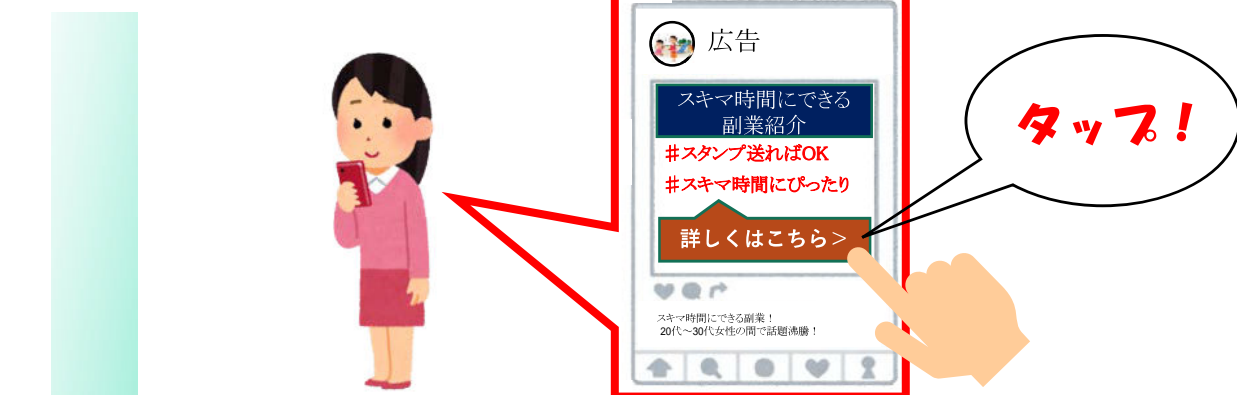 広告
スキマ時間にできる
副業紹介
#スタンプ送ればOK
#スキマ時間にぴったり
詳しくはこちら>
タップ!
スキマ時間にできる副業!
20代~30代女性の間で話題沸騰!